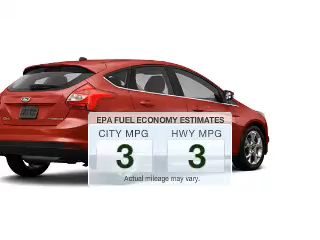 EPA FUEL ECONOMY ESTIMATES
CITY MPG HWY MPG
3 3
Actual mileage may vary.